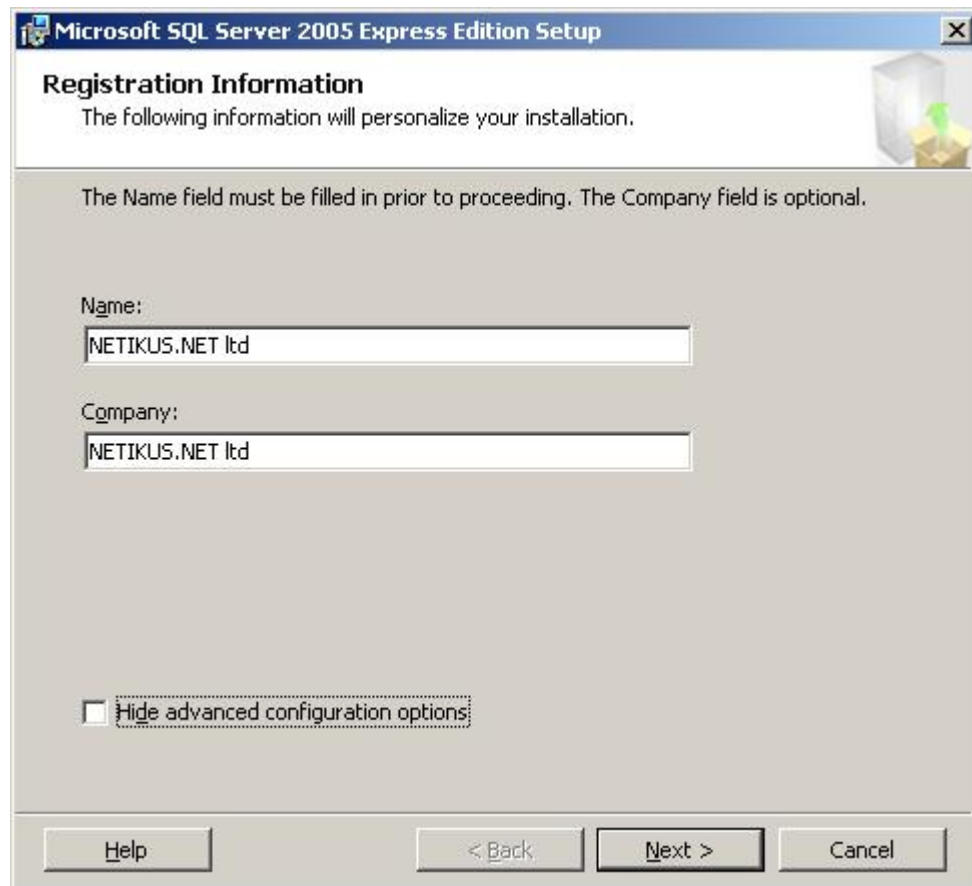 Microsoft SQL Server 2005 Express Edition Setup
Registration Information
The following information will personalize your installation.
The Name field must be filled in prior to proceeding. The Company field is optional.
Name:
NETIKUS.NET ltd
Company:
NETIKUS.NET ltd
Hide advanced configuration options
Help
< Back
Next >
Cancel